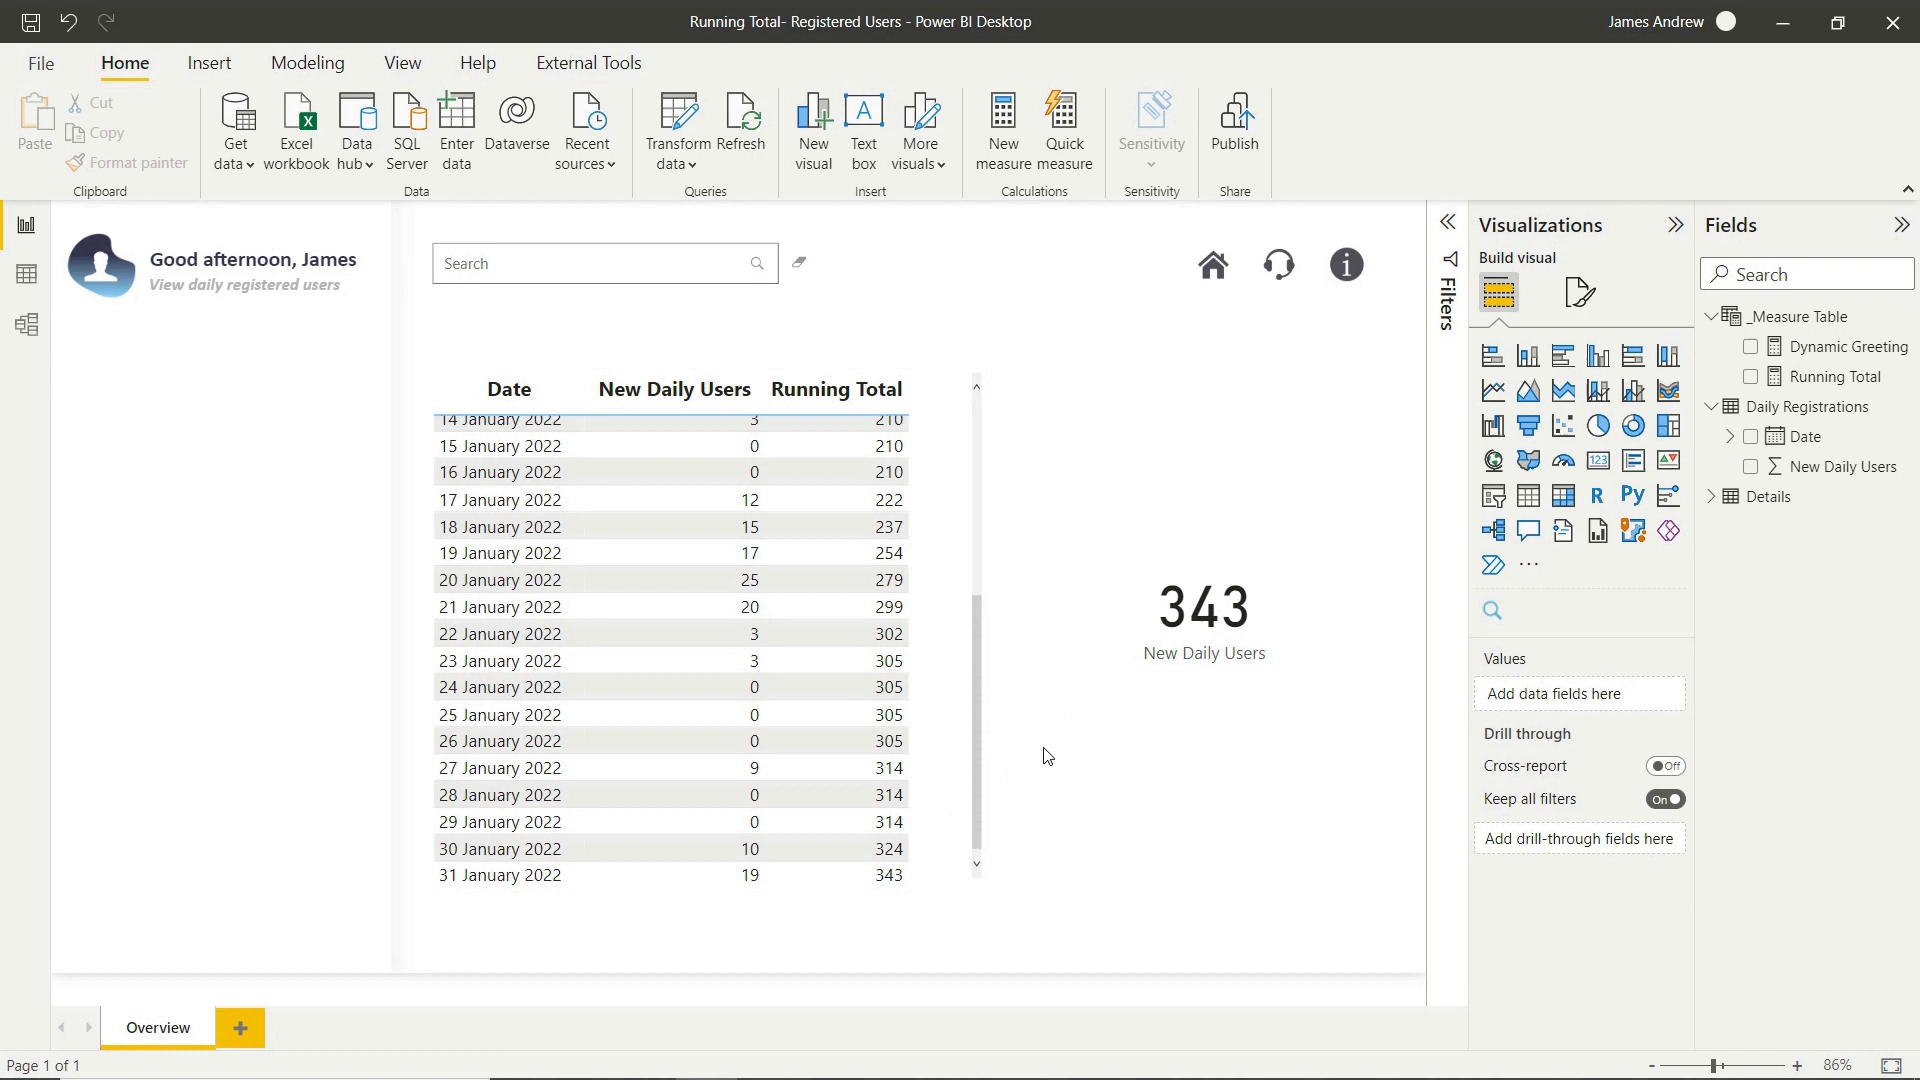 Running Total- Registered Users - Power BI Desktop
James Andrew
File Home Insert Modeling View Help External Tools
Paste
Cut
Copy
Format painter
Clipboard
Get data
Excel workbook
Data hub
SQL Server
Enter data
Dataverse
Recent sources
Data
Transform data
Refresh
Queries
New visual
Text box
More visuals
Insert
New measure
Quick measure
Calculations
Sensitivity
Sensitivity
Publish
Share
Good afternoon, James
View daily registered users
Search
Date New Daily Users Running Total
14 January 2022 3 210
15 January 2022 0 210
16 January 2022 0 210
17 January 2022 12 222
18 January 2022 15 237
19 January 2022 17 254
20 January 2022 25 279
21 January 2022 20 299
22 January 2022 3 302
23 January 2022 3 305
24 January 2022 0 305
25 January 2022 0 305
26 January 2022 0 305
27 January 2022 9 314
28 January 2022 0 314
29 January 2022 0 314
30 January 2022 10 324
31 January 2022 19 343
343
New Daily Users
Filters
Visualizations
Build visual
123
R
Py
...
Values
Add data fields here
Drill through
Cross-report Off
Keep all filters On
Add drill-through fields here
Fields
Search
_Measure Table
Dynamic Greeting
Running Total
Daily Registrations
Date
New Daily Users
Details
Overview
Page 1 of 1
- + 86%